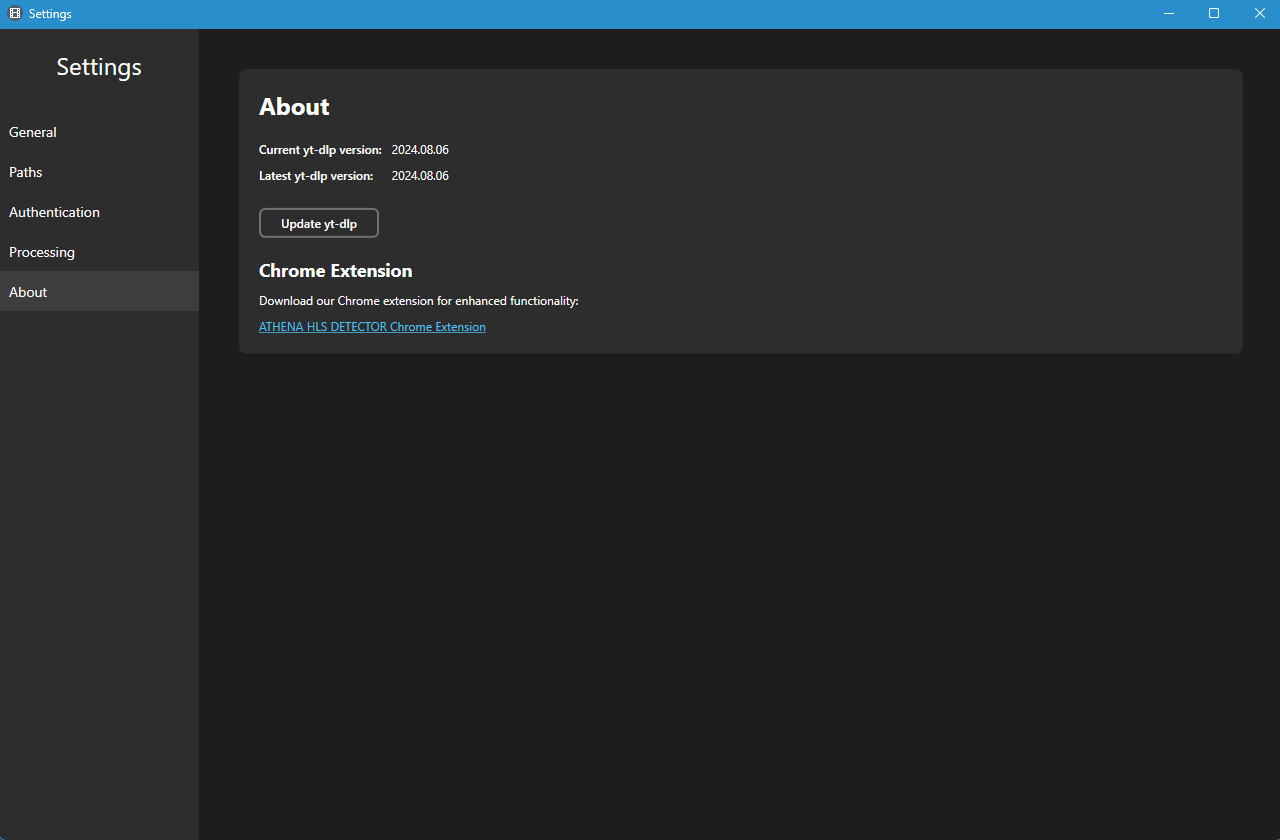 Settings
Settings
General
Paths
Authentication
Processing
About
About
Current yt-dlp version: 2024.08.06
Latest yt-dlp version: 2024.08.06
Update yt-dlp
Chrome Extension
Download our Chrome extension for enhanced functionality:
ATHENA HLS DETECTOR Chrome Extension